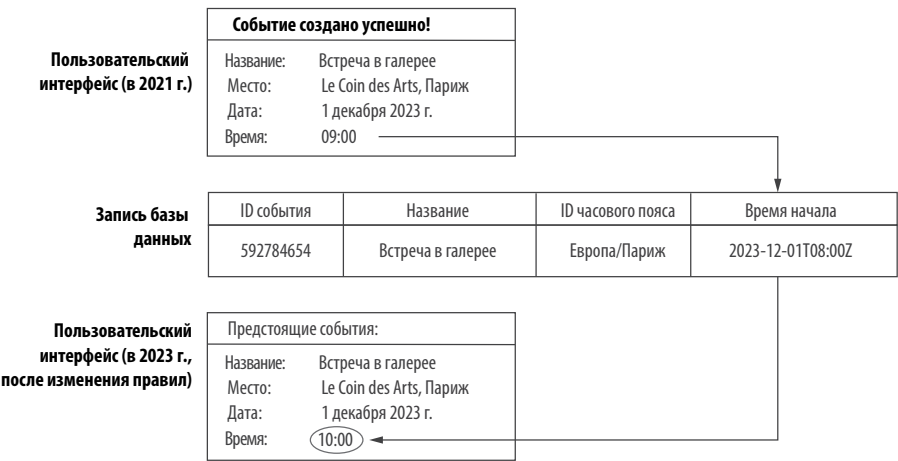 Пользовательский
интерфейс (в 2021 г.)
Событие создано успешно!
Название: Встреча в галерее
Место: Le Coin des Arts, Париж
Дата: 1 декабря 2023 г.
Время: 09:00
Запись базы
данных
ID события Название ID часового пояса Время начала
592784654 Встреча в галерее Европа/Париж 2023-12-01T08:00Z
Пользовательский
интерфейс (в 2023 г.,
после изменения правил)
Предстоящие события:
Название: Встреча в галерее
Место: Le Coin des Arts, Париж
Дата: 1 декабря 2023 г.
Время: 10:00